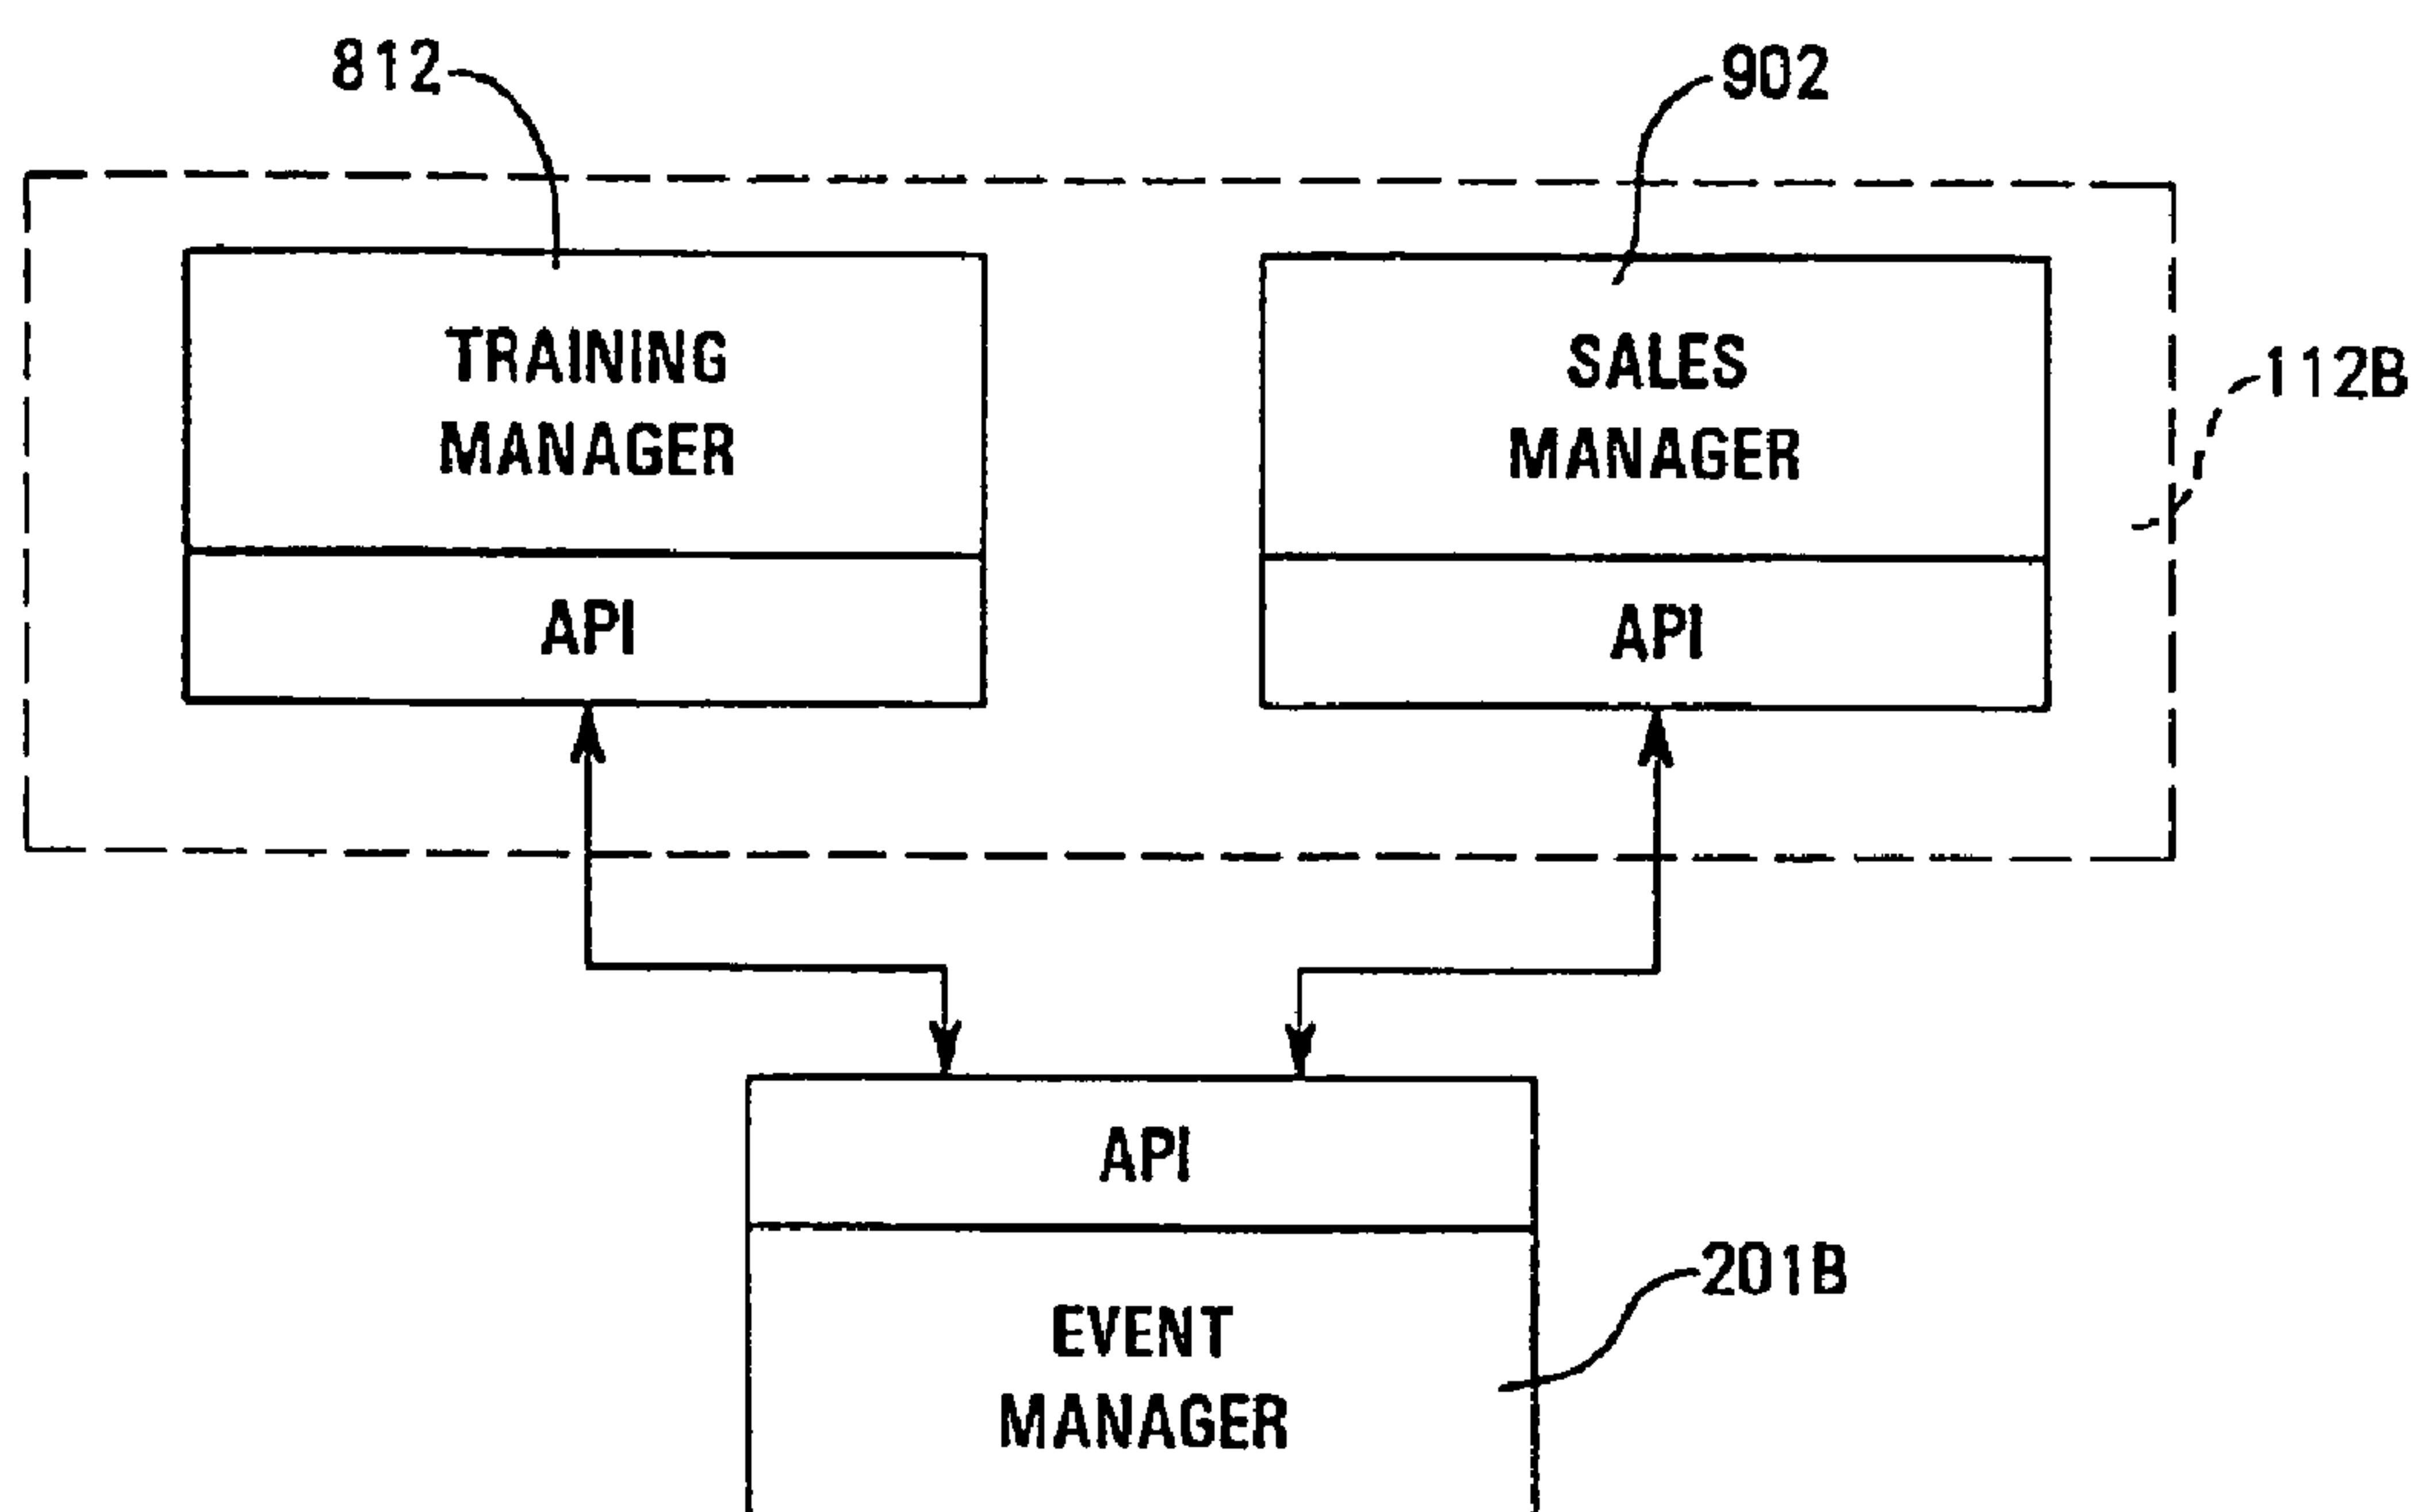 812
902
TRAINING
MANAGER
SALES
MANAGER
112B
API
API
API
201B
EVENT
MANAGER